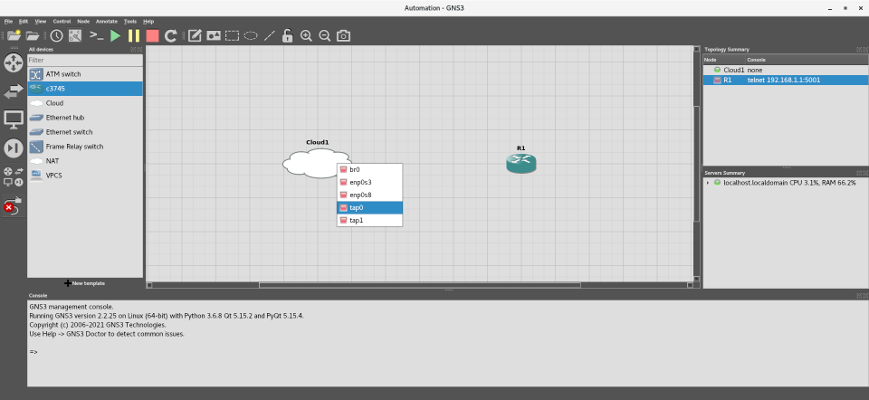 Automation - GNS3
File Edit View Control Node Annotate Tools Help
All devices
Filter
ATM switch
c3745
Cloud
Ethernet hub
Ethernet switch
Frame Relay switch
NAT
VPCS
New template
Cloud1
br0
enp0s3
enp0s8
tap0
tap1
R1
Topology Summary
Node Console
Cloud1 none
R1 telnet 192.168.1.1:5001
Servers Summary
localhost.localdomain CPU 3.1%, RAM 66.2%
Console
GNS3 management console.
Running GNS3 version 2.2.25 on Linux (64-bit) with Python 3.6.8 Qt 5.15.2 and PyQt 5.15.4.
Copyright (c) 2006-2021 GNS3 Technologies.
Use Help -> GNS3 Doctor to detect common issues.
=>